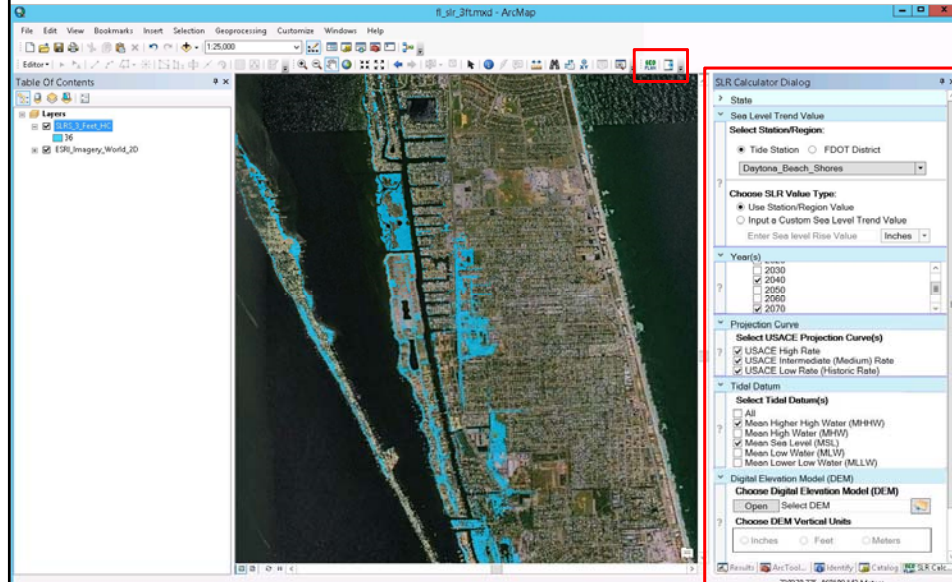 fl_slr_3ft.mxd - ArcMap
File Edit View Bookmarks Insert Selection Geoprocessing Customize Windows Help
1:25,000
Editor
Table Of Contents
Layers
SLRS_3_Feet_HC
36
ESRI_Imagery_World_2D
SLR Calculator Dialog
State
Sea Level Trend Value
Select Station/Region:
Tide Station FDOT District
Daytona_Beach_Shores
?
Choose SLR Value Type:
Use Station/Region Value
Input a Custom Sea Level Trend Value
Enter Sea level Rise Value Inches
Year(s)
2020
2030
2040
?
2050
2060
2070
Projection Curve
Select USACE Projection Curve(s)
USACE High Rate
? USACE Intermediate (Medium) Rate
USACE Low Rate (Historic Rate)
Tidal Datum
Select Tidal Datum(s)
All
Mean Higher High Water (MHHW)
? Mean High Water (MHW)
Mean Sea Level (MSL)
Mean Low Water (MLW)
Mean Lower Low Water (MLLW)
Digital Elevation Model (DEM)
Choose Digital Elevation Model (DEM)
Open Select DEM
? Choose DEM Vertical Units
Inches Feet Meters
Results ArcTool... Identify Catalog SLR Calc